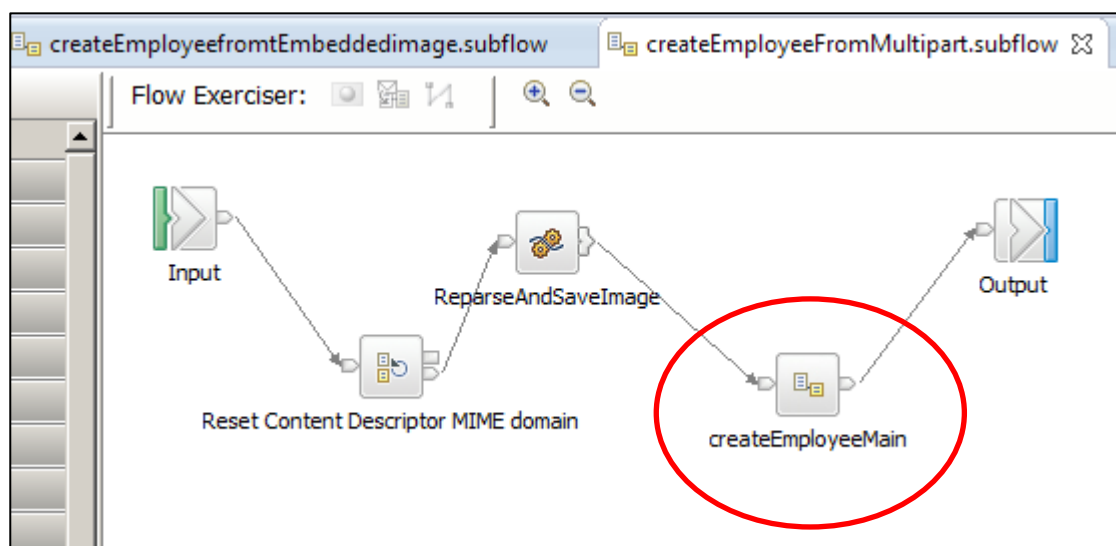 createEmployeefromtEmbeddedimage.subflow
createEmployeeFromMultipart.subflow
Flow Exerciser:
Input
ReparseAndSaveImage
Output
Reset Content Descriptor MIME domain
createEmployeeMain